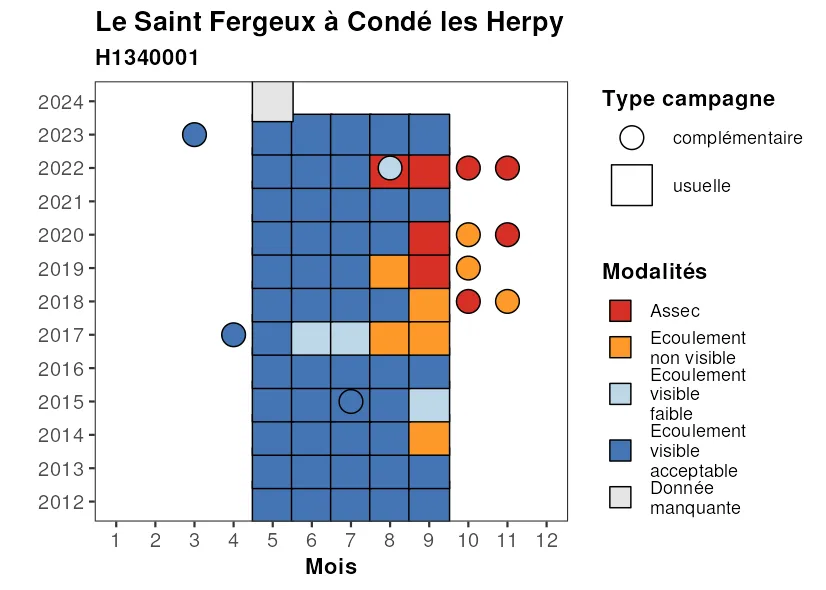 Le Saint Fergeux à Condé les Herpy
H1340001
2024
2023
2022
2021
2020
2019
2018
2017
2016
2015
2014
2013
2012
1 2 3 4 5 6 7 8 9 10 11 12
Mois
Type campagne
complémentaire
usuelle
Modalités
Assec
Ecoulement
non visible
Ecoulement
visible
faible
Ecoulement
visible
acceptable
Donnée
manquante